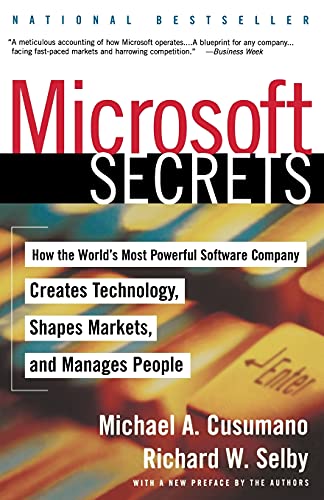 NATIONAL BESTSELLER
"A meticulous accounting of how Microsoft operates....A blueprint for any company...
facing fast-paced markets and harrowing competition." —Business Week
Microsoft
SECRETS
How the World's Most Powerful Software Company
Creates Technology,
Shapes Markets,
and Manages People
Enter
Michael A. Cusumano
Richard W. Selby
WITH A NEW PREFACE BY THE AUTHORS